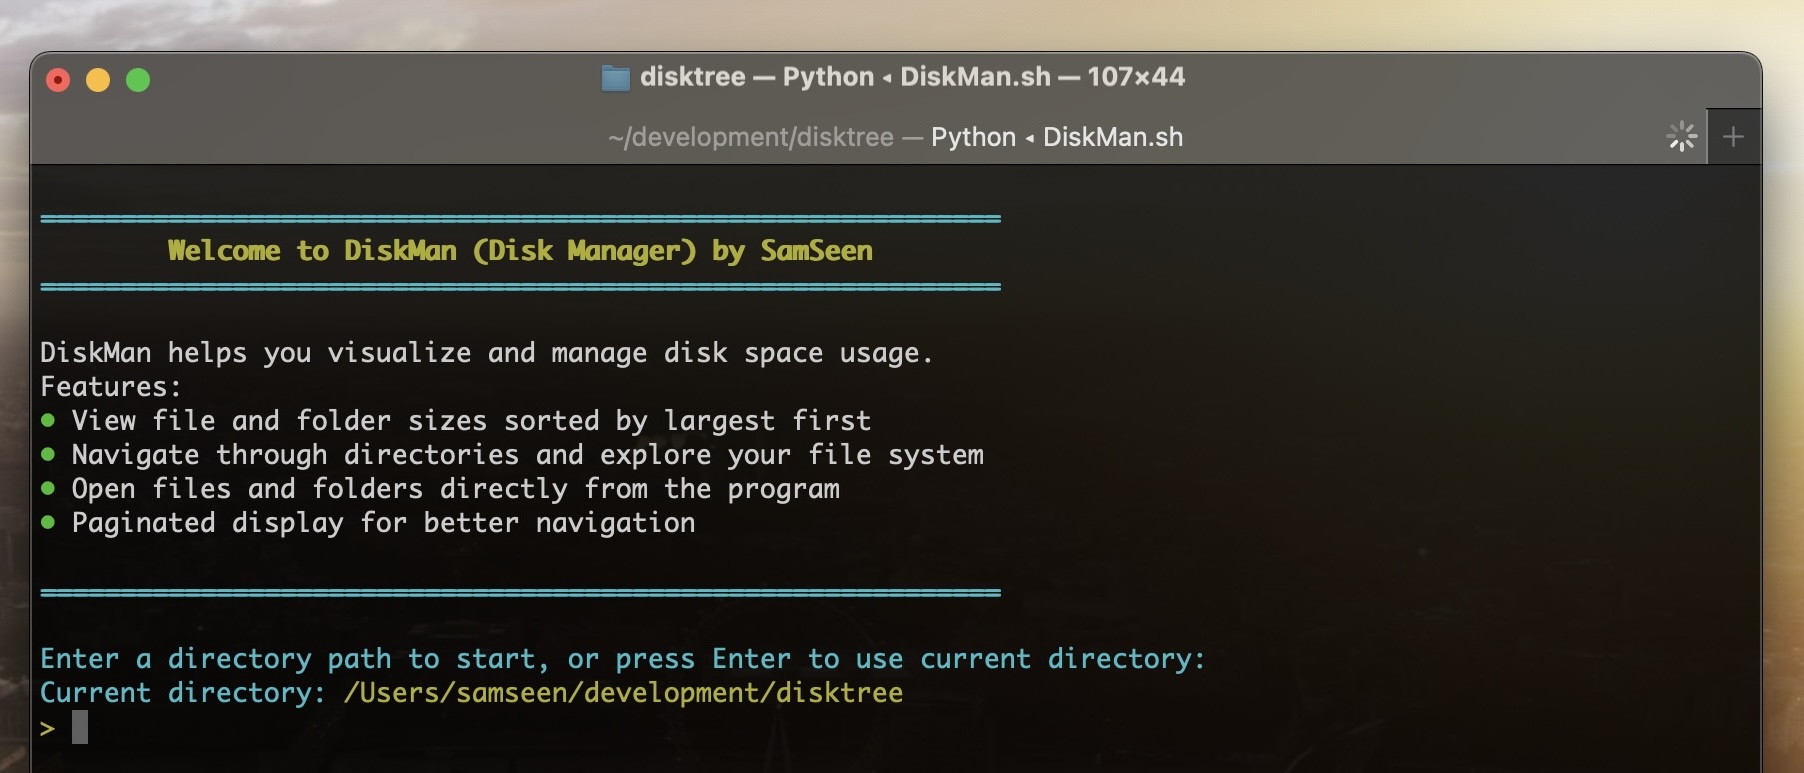 disktree — Python ◂ DiskMan.sh — 107×44
~/development/disktree — Python ◂ DiskMan.sh
Welcome to DiskMan (Disk Manager) by SamSeen
DiskMan helps you visualize and manage disk space usage.
Features:
● View file and folder sizes sorted by largest first
● Navigate through directories and explore your file system
● Open files and folders directly from the program
● Paginated display for better navigation
Enter a directory path to start, or press Enter to use current directory:
Current directory: /Users/samseen/development/disktree
>